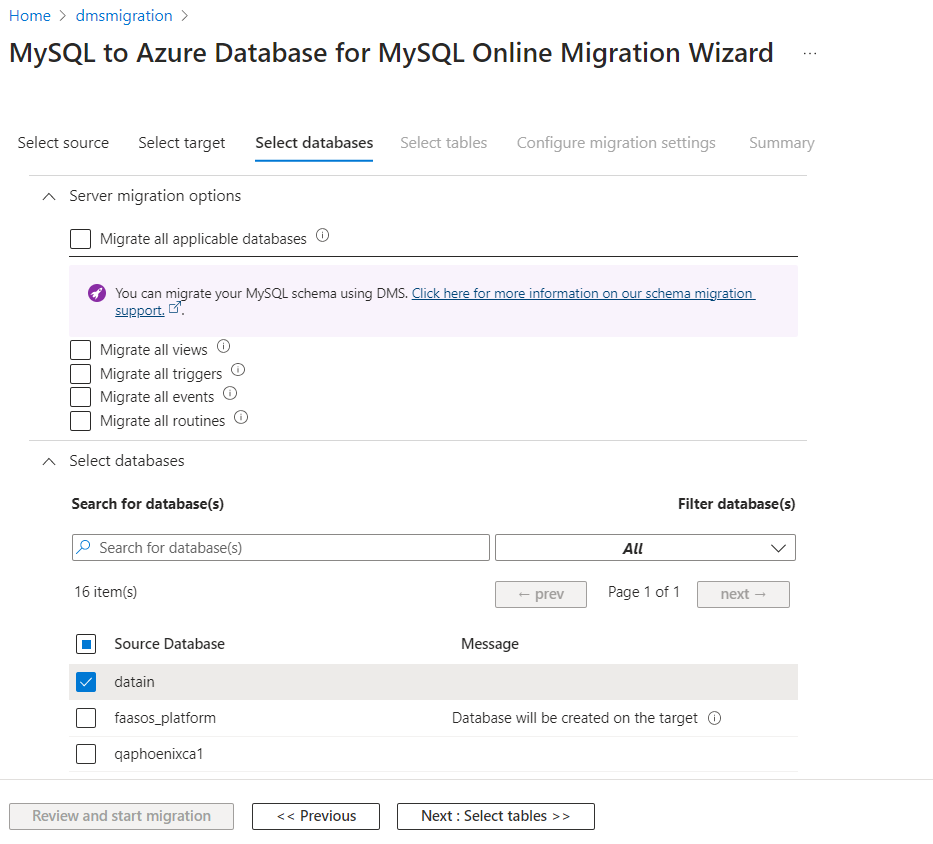 Home > dmsmigration >
MySQL to Azure Database for MySQL Online Migration Wizard ...
Select source Select target Select databases Select tables Configure migration settings Summary
Server migration options
Migrate all applicable databases
You can migrate your MySQL schema using DMS. Click here for more information on our schema migration
support. .
Migrate all views
Migrate all triggers
Migrate all events
Migrate all routines
Select databases
Search for database(s) Filter database(s)
Search for database(s) All
16 item(s) ← prev Page 1 of 1 next →
Source Database Message
datain
faasos_platform Database will be created on the target
qaphoenixca1
Review and start migration << Previous Next : Select tables >>